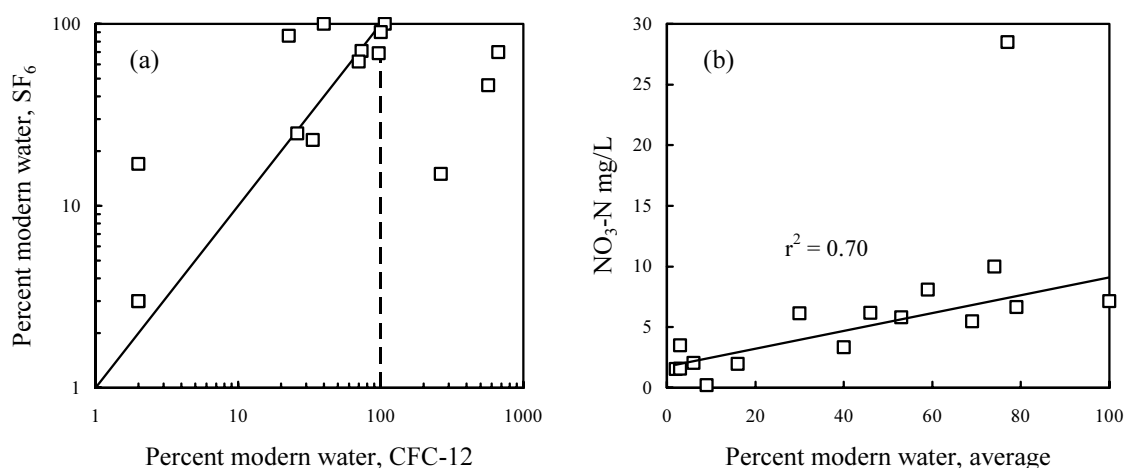 100
10
1
(a)
Percent modern water, SF6
1 10 100 1000
Percent modern water, CFC-12
30
25
20
15
10
5
0
(b)
r2 = 0.70
NO3-N mg/L
0 20 40 60 80 100
Percent modern water, average